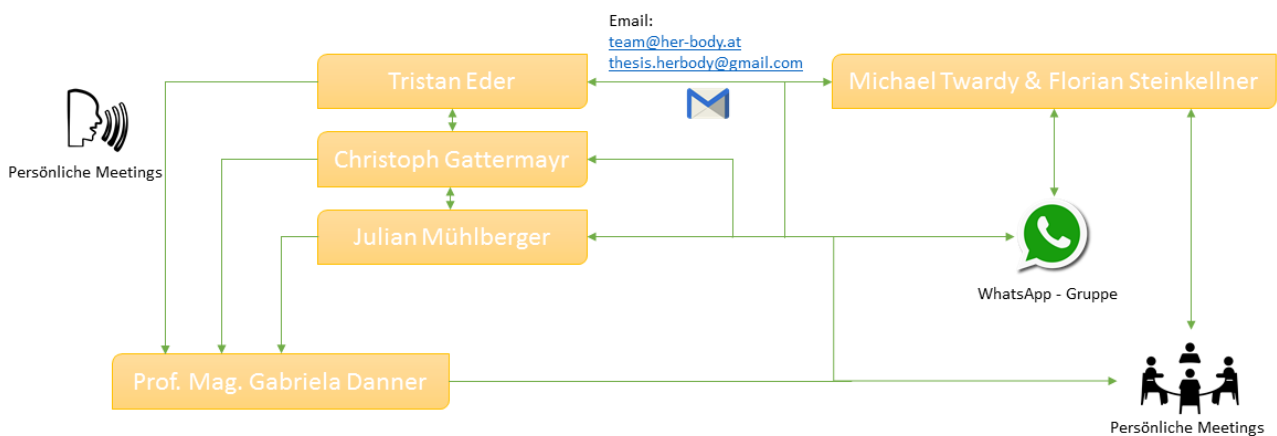 Email:
team@her-body.at
thesis.herbody@gmail.com
Tristan Eder
Michael Twardy & Florian Steinkellner
Persönliche Meetings
Christoph Gattermayr
Julian Mühlberger
WhatsApp - Gruppe
Prof. Mag. Gabriela Danner
Persönliche Meetings